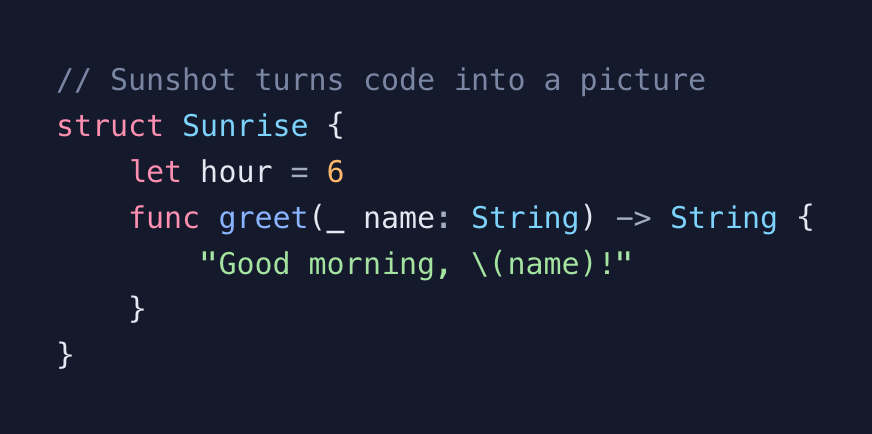 // Sunshot turns code into a picture
struct Sunrise {
    let hour = 6
    func greet(_ name: String) -> String {
        "Good morning, \(name)!"
    }
}